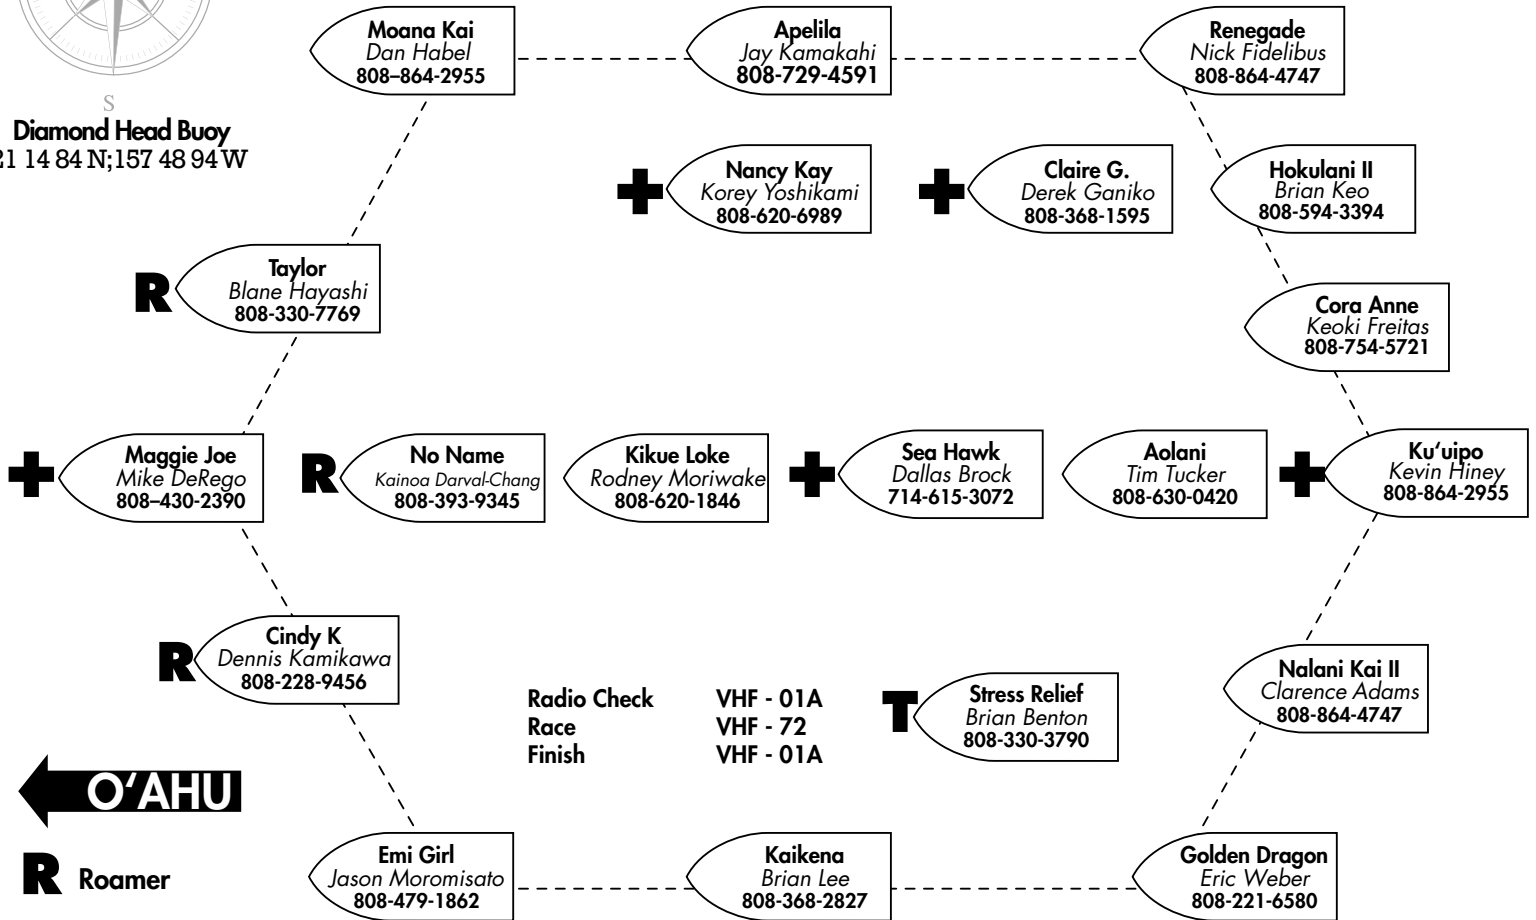 Moana Kai
Dan Habel
808–864-2955
Apelila
Jay Kamakahi
808-729-4591
Renegade
Nick Fidelibus
808-864-4747
S
Diamond Head Buoy
21 14 84 N;157 48 94 W
Nancy Kay
Korey Yoshikami
808-620-6989
Claire G.
Derek Ganiko
808-368-1595
Hokulani II
Brian Keo
808-594-3394
R
Taylor
Blane Hayashi
808-330-7769
Cora Anne
Keoki Freitas
808-754-5721
Maggie Joe
Mike DeRego
808–430-2390
R
No Name
Kainoa Darval-Chang
808-393-9345
Kikue Loke
Rodney Moriwake
808-620-1846
Sea Hawk
Dallas Brock
714-615-3072
Aolani
Tim Tucker
808-630-0420
Kuʻuipo
Kevin Hiney
808-864-2955
R
Cindy K
Dennis Kamikawa
808-228-9456
Radio Check VHF - 01A
Race VHF - 72
Finish VHF - 01A
T
Stress Relief
Brian Benton
808-330-3790
Nalani Kai II
Clarence Adams
808-864-4747
OʻAHU
R Roamer
Emi Girl
Jason Moromisato
808-479-1862
Kaikena
Brian Lee
808-368-2827
Golden Dragon
Eric Weber
808-221-6580